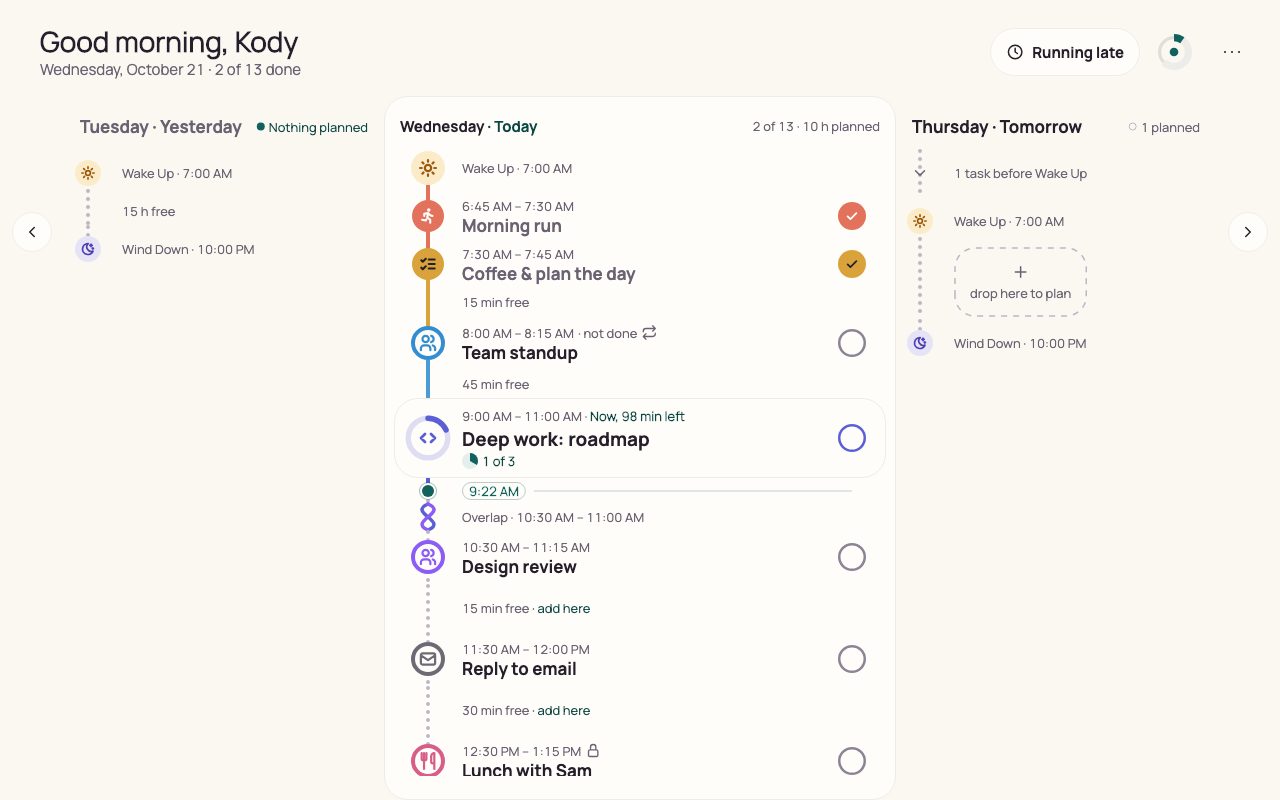 Good morning, Kody
Wednesday, October 21 · 2 of 13 done
Running late
Tuesday · Yesterday
Nothing planned
Wake Up · 7:00 AM
15 h free
Wind Down · 10:00 PM
Wednesday · Today
2 of 13 · 10 h planned
Wake Up · 7:00 AM
6:45 AM – 7:30 AM
Morning run
7:30 AM – 7:45 AM
Coffee & plan the day
15 min free
8:00 AM – 8:15 AM · not done
Team standup
45 min free
9:00 AM – 11:00 AM · Now, 98 min left
Deep work: roadmap
1 of 3
9:22 AM
Overlap · 10:30 AM – 11:00 AM
10:30 AM – 11:15 AM
Design review
15 min free · add here
11:30 AM – 12:00 PM
Reply to email
30 min free · add here
12:30 PM – 1:15 PM
Lunch with Sam
Thursday · Tomorrow
1 planned
1 task before Wake Up
Wake Up · 7:00 AM
drop here to plan
Wind Down · 10:00 PM